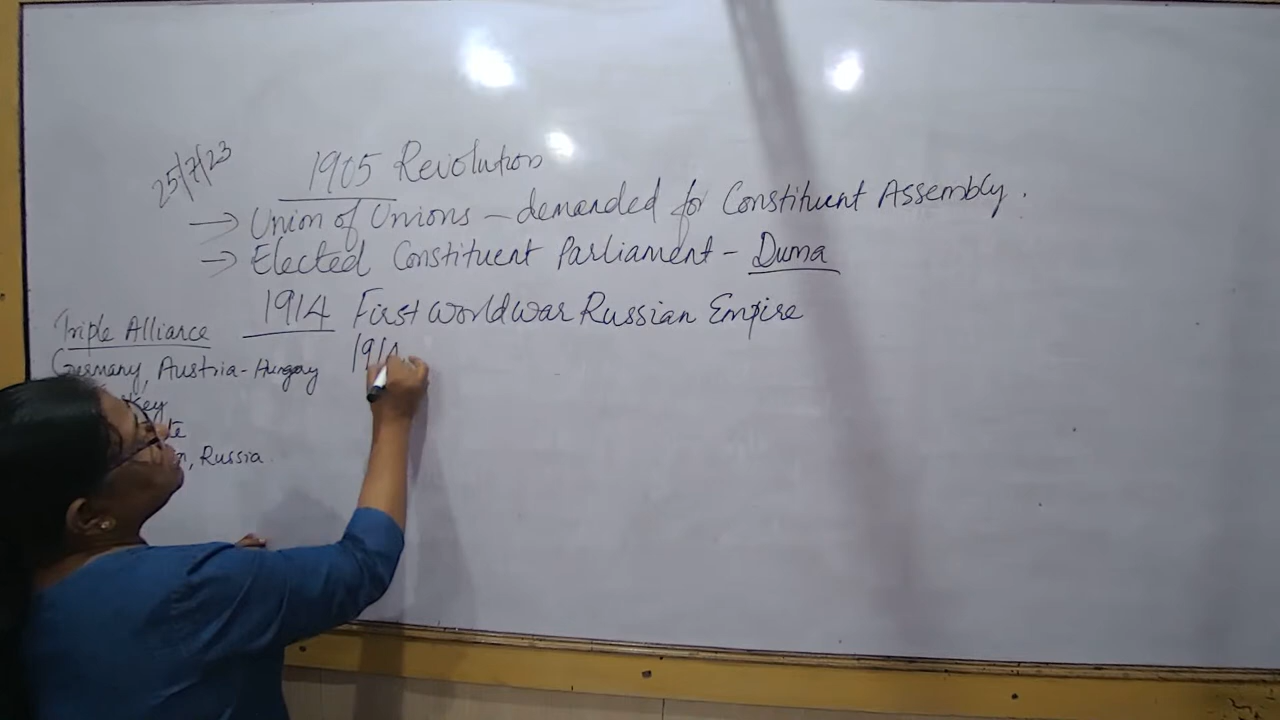 25/7/23
1905 Revolution
→ Union of Unions - demanded for Constituent Assembly.
→ Elected Constituent Parliament - Duma
1914 First World War Russian Empire
191
Triple Alliance
Germany, Austria-Hungary
Russia